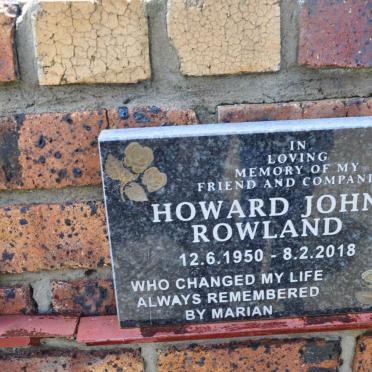 IN
LOVING
MEMORY OF MY
FRIEND AND COMPANI
HOWARD JOHN
ROWLAND
12.6.1950 - 8.2.2018
WHO CHANGED MY LIFE
ALWAYS REMEMBERED
BY MARIAN